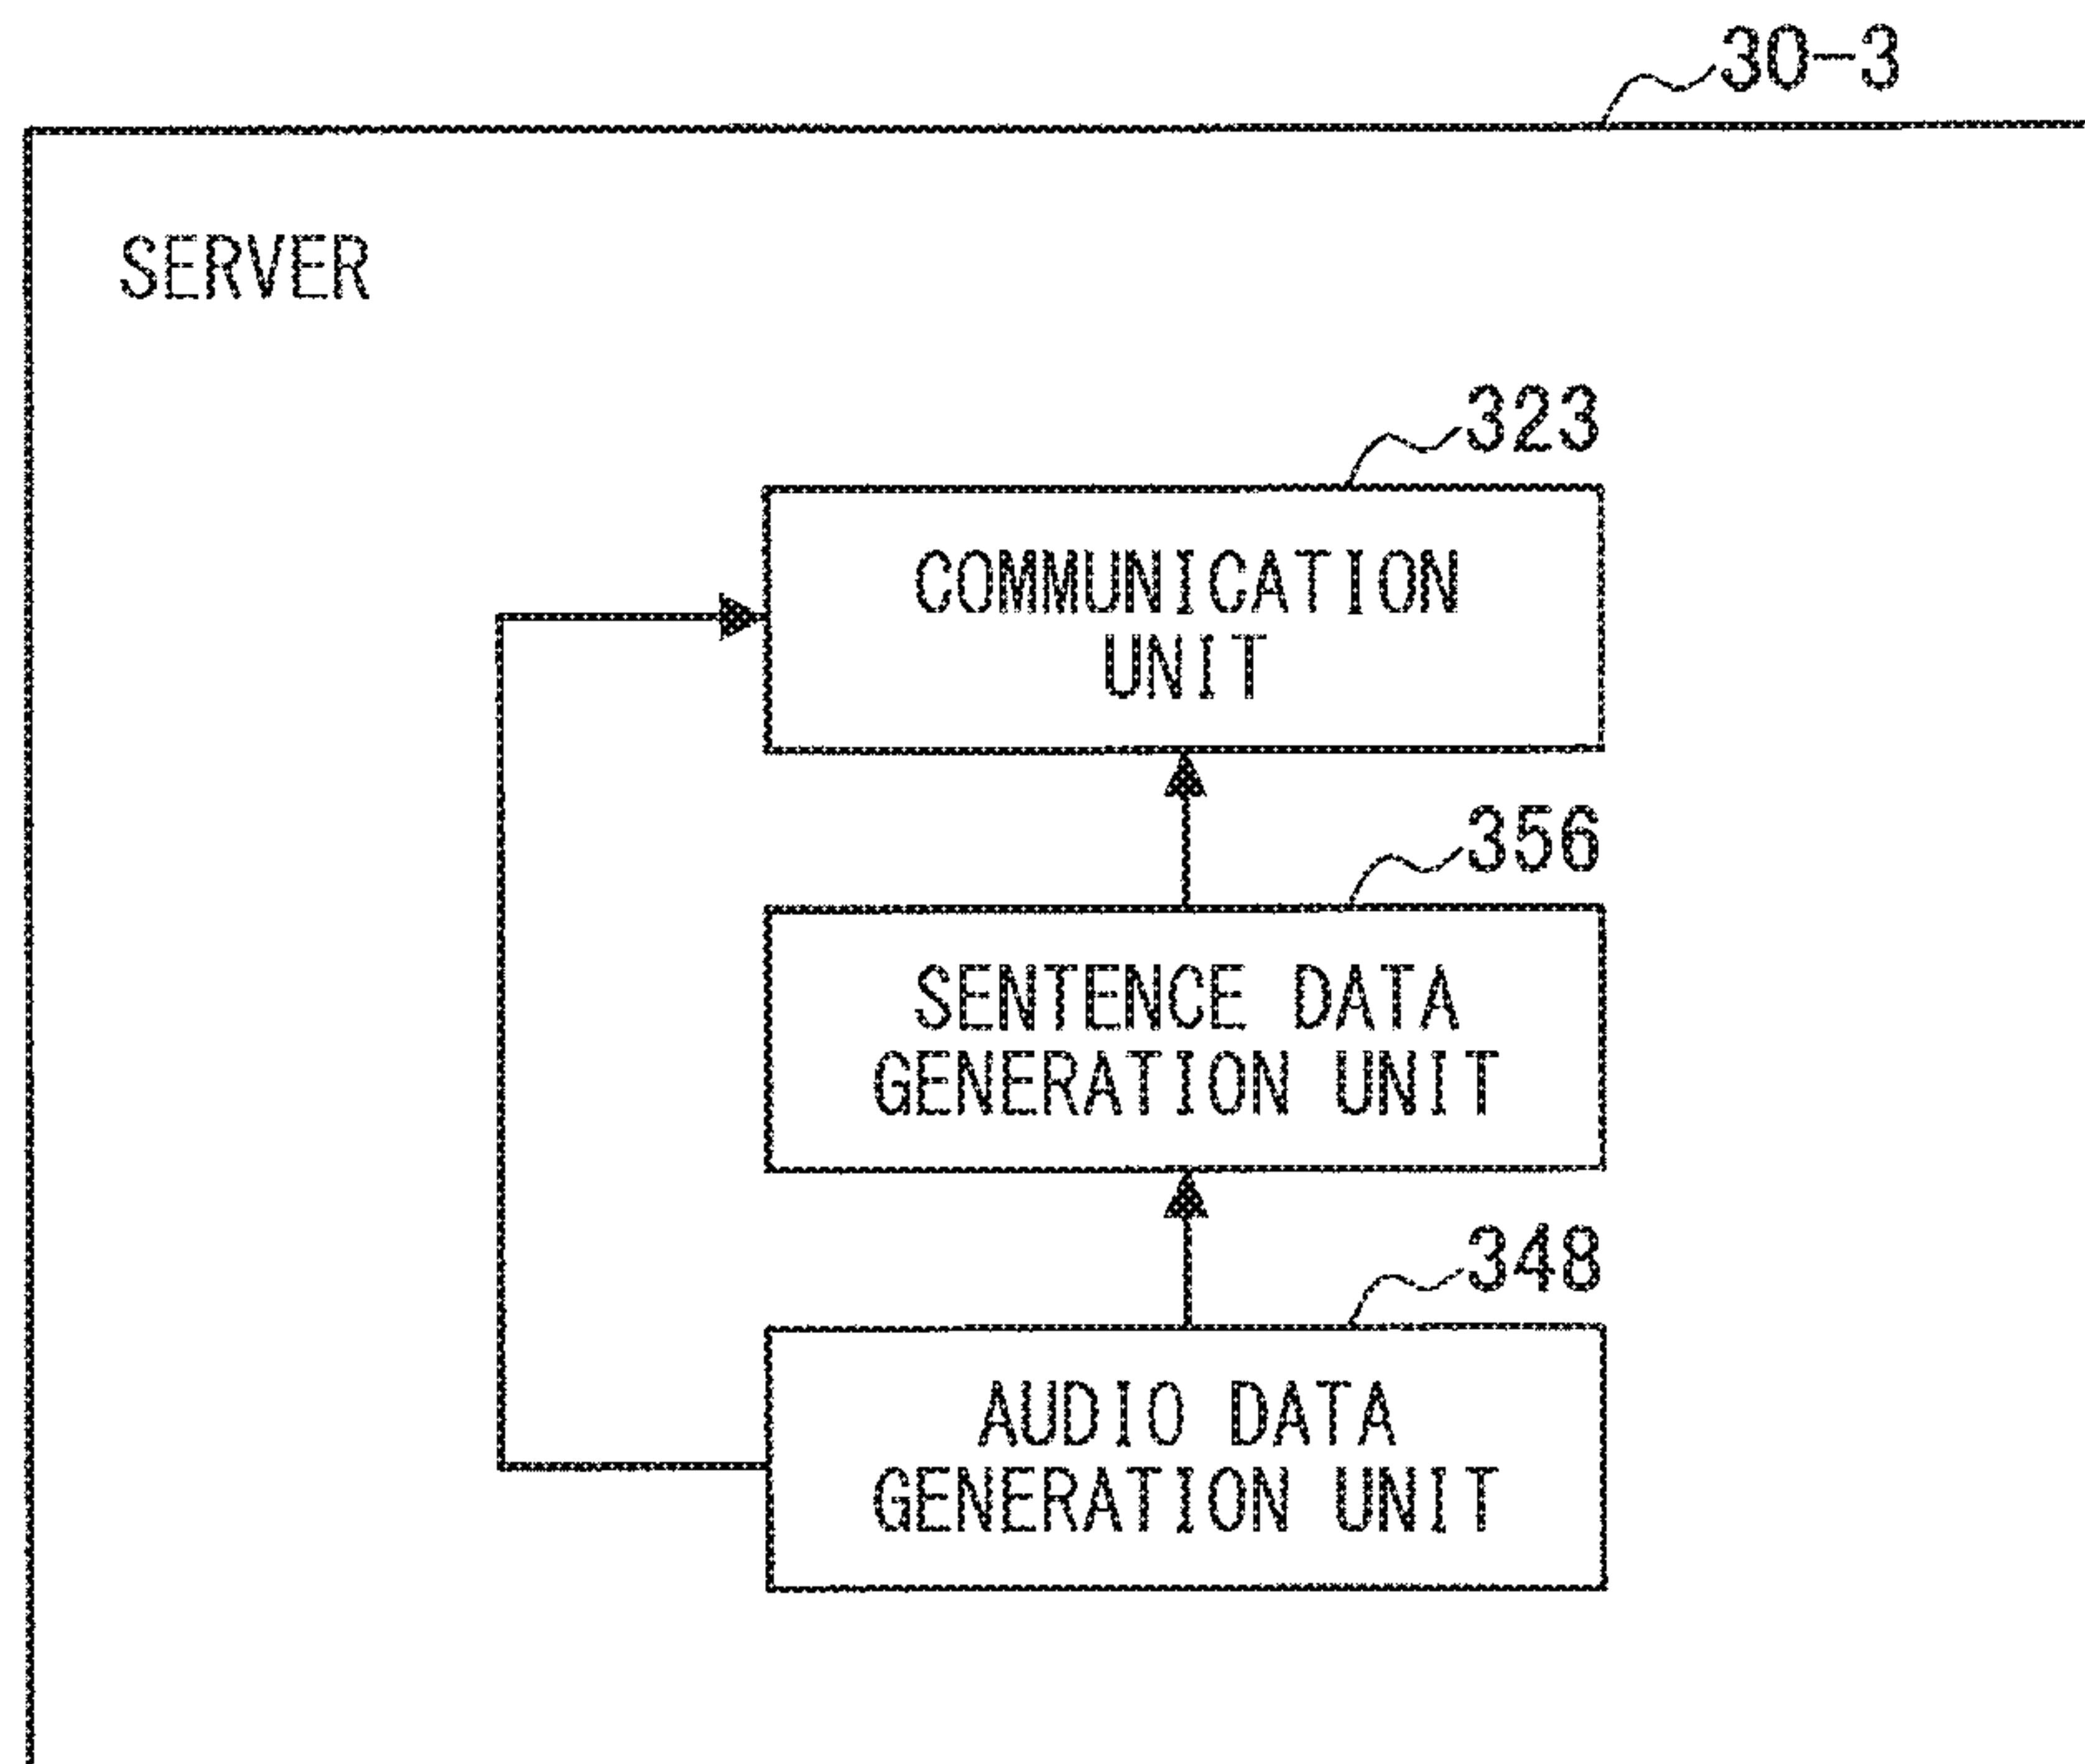 30-3
SERVER
323
COMMUNICATION
UNIT
356
SENTENCE DATA
GENERATION UNIT
348
AUDIO DATA
GENERATION UNIT